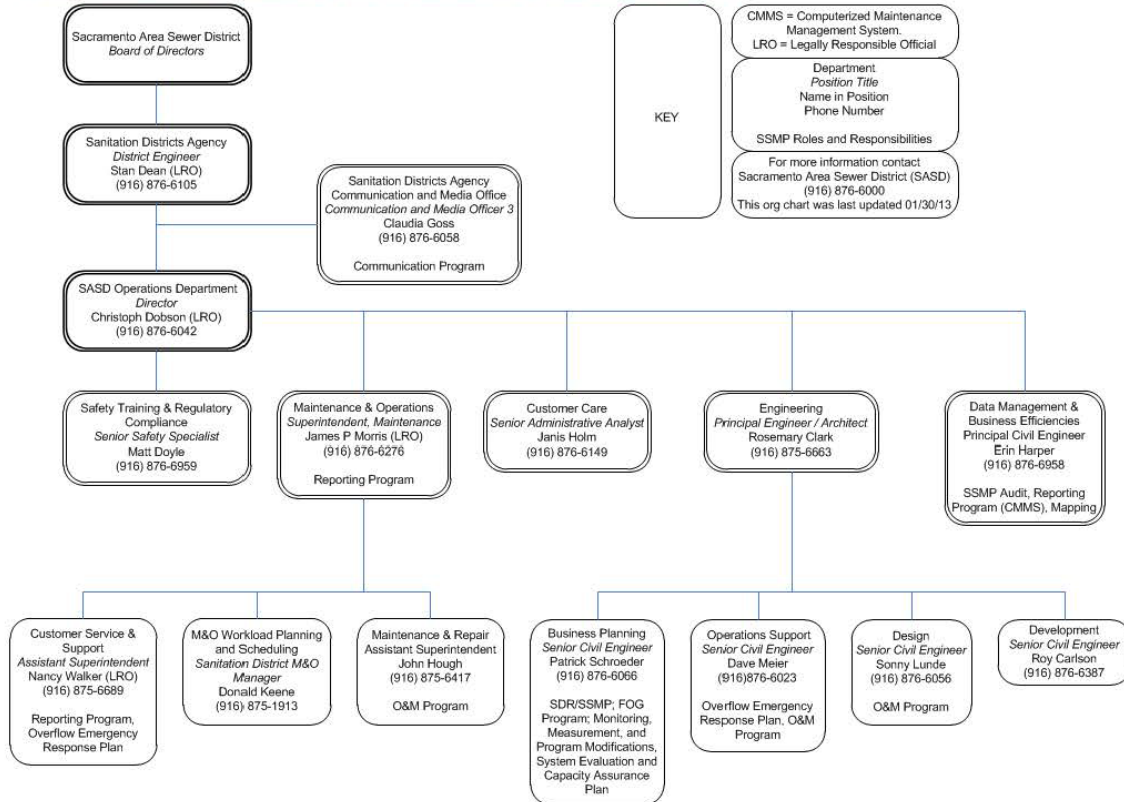 Sacramento Area Sewer District
Board of Directors
Sanitation Districts Agency
District Engineer
Stan Dean (LRO)
(916) 876-6105
Sanitation Districts Agency
Communication and Media Office
Communication and Media Officer 3
Claudia Goss
(916) 876-6058
Communication Program
KEY
CMMS = Computerized Maintenance
Management System.
LRO = Legally Responsible Official
Department
Position Title
Name in Position
Phone Number
SSMP Roles and Responsibilities
For more information contact
Sacramento Area Sewer District (SASD)
(916) 876-6000
This org chart was last updated 01/30/13
SASD Operations Department
Director
Christoph Dobson (LRO)
(916) 876-6042
Safety Training & Regulatory
Compliance
Senior Safety Specialist
Matt Doyle
(916) 876-6959
Maintenance & Operations
Superintendent, Maintenance
James P Morris (LRO)
(916) 876-6276
Reporting Program
Customer Care
Senior Administrative Analyst
Janis Holm
(916) 876-6149
Engineering
Principal Engineer / Architect
Rosemary Clark
(916) 875-6663
Data Management &
Business Efficiencies
Principal Civil Engineer
Erin Harper
(916) 876-6958
SSMP Audit, Reporting
Program (CMMS), Mapping
Customer Service &
Support
Assistant Superintendent
Nancy Walker (LRO)
(916) 875-6689
Reporting Program,
Overflow Emergency
Response Plan
M&O Workload Planning
and Scheduling
Sanitation District M&O
Manager
Donald Keene
(916) 875-1913
Maintenance & Repair
Assistant Superintendent
John Hough
(916) 875-6417
O&M Program
Business Planning
Senior Civil Engineer
Patrick Schroeder
(916) 876-6066
SDR/SSMP; FOG
Program; Monitoring,
Measurement, and
Program Modifications,
System Evaluation and
Capacity Assurance
Plan
Operations Support
Senior Civil Engineer
Dave Meier
(916)876-6023
Overflow Emergency
Response Plan, O&M
Program
Design
Senior Civil Engineer
Sonny Lunde
(916) 876-6056
O&M Program
Development
Senior Civil Engineer
Roy Carlson
(916) 876-6387